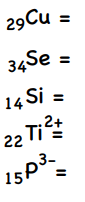 ₂₉Cu =
₃₄Se =
₁₄Si =
₂₂Ti²⁺=
₁₅P³⁻=